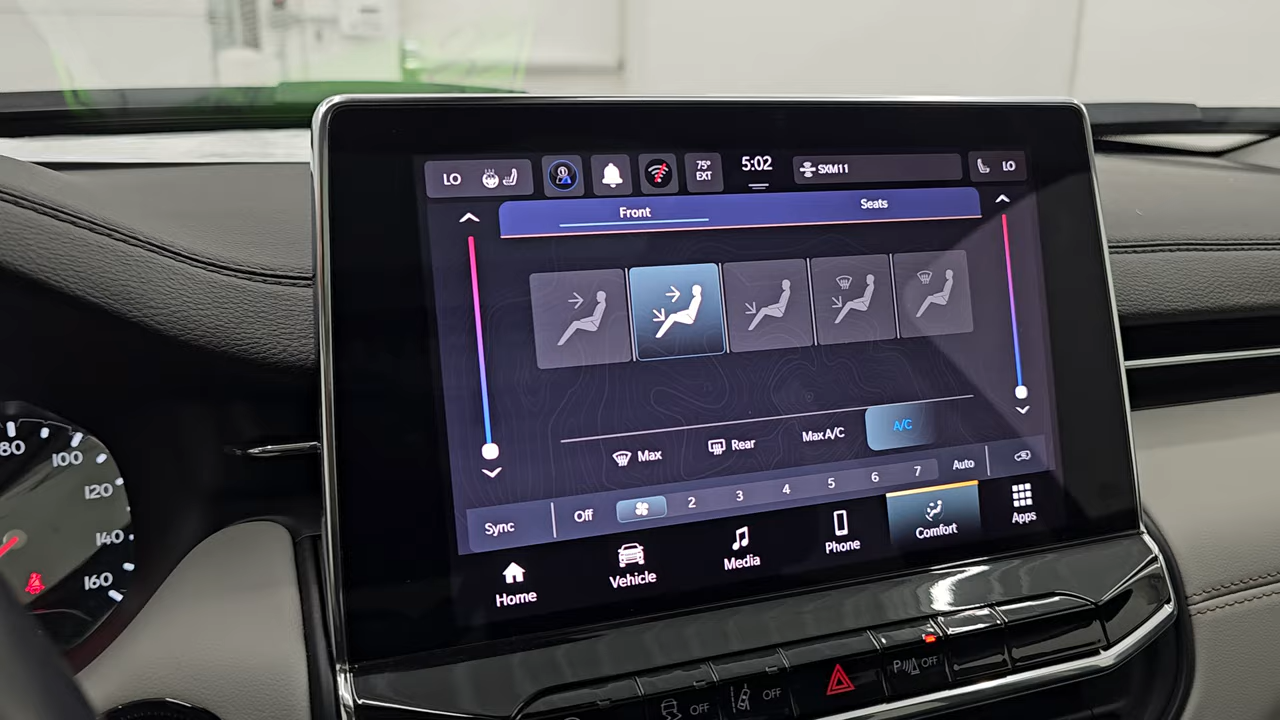 LO
75°
EXT
5:02
SXM11
LO
Front
Seats
Max
Rear
Max A/C
A/C
Sync
Off
2
3
4
5
6
7
Auto
Home
Vehicle
Media
Phone
Comfort
Apps
80
100
120
140
160
OFF
OFF
P OFF